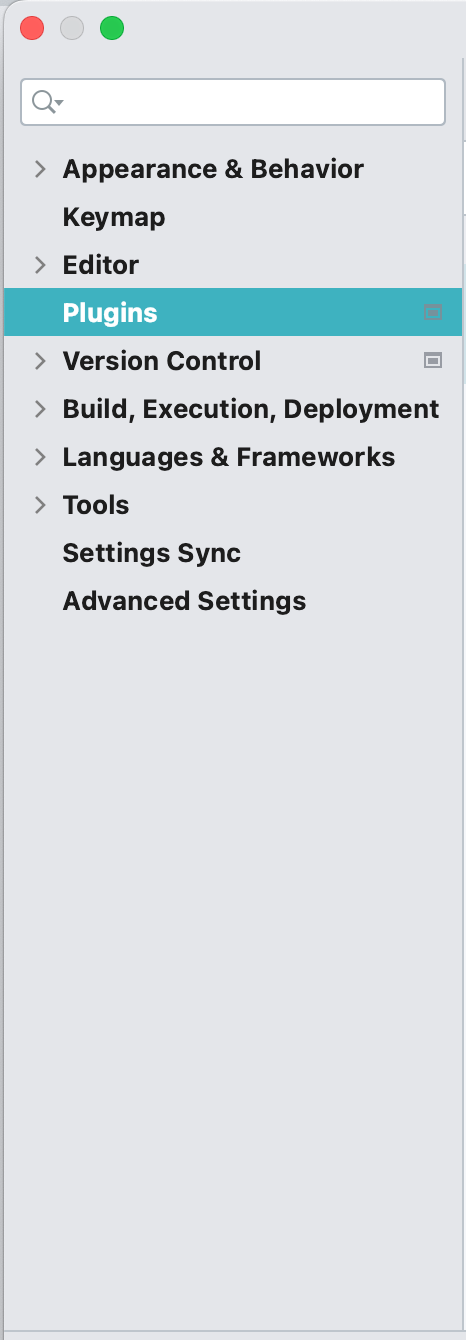 Appearance & Behavior
Keymap
Editor
Plugins
Version Control
Build, Execution, Deployment
Languages & Frameworks
Tools
Settings Sync
Advanced Settings